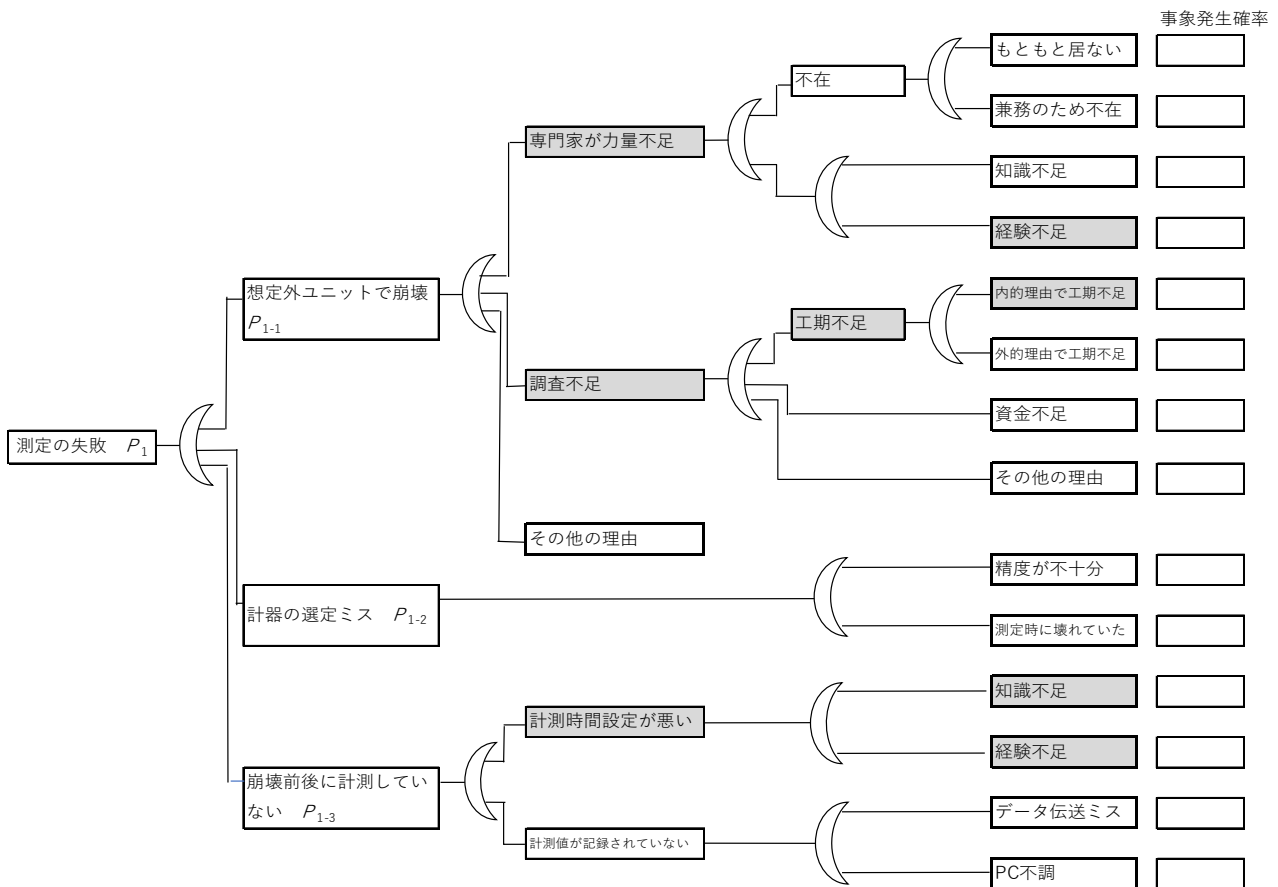 事象発生確率
もともと居ない
不在
兼務のため不在
専門家が力量不足
知識不足
経験不足
想定外ユニットで崩壊
P1-1
内的理由で工期不足
工期不足
外的理由で工期不足
調査不足
資金不足
測定の失敗 P1
その他の理由
その他の理由
精度が不十分
計器の選定ミス P1-2
測定時に壊れていた
知識不足
計測時間設定が悪い
経験不足
崩壊前後に計測してい
ない P1-3
データ伝送ミス
計測値が記録されていない
PC不調